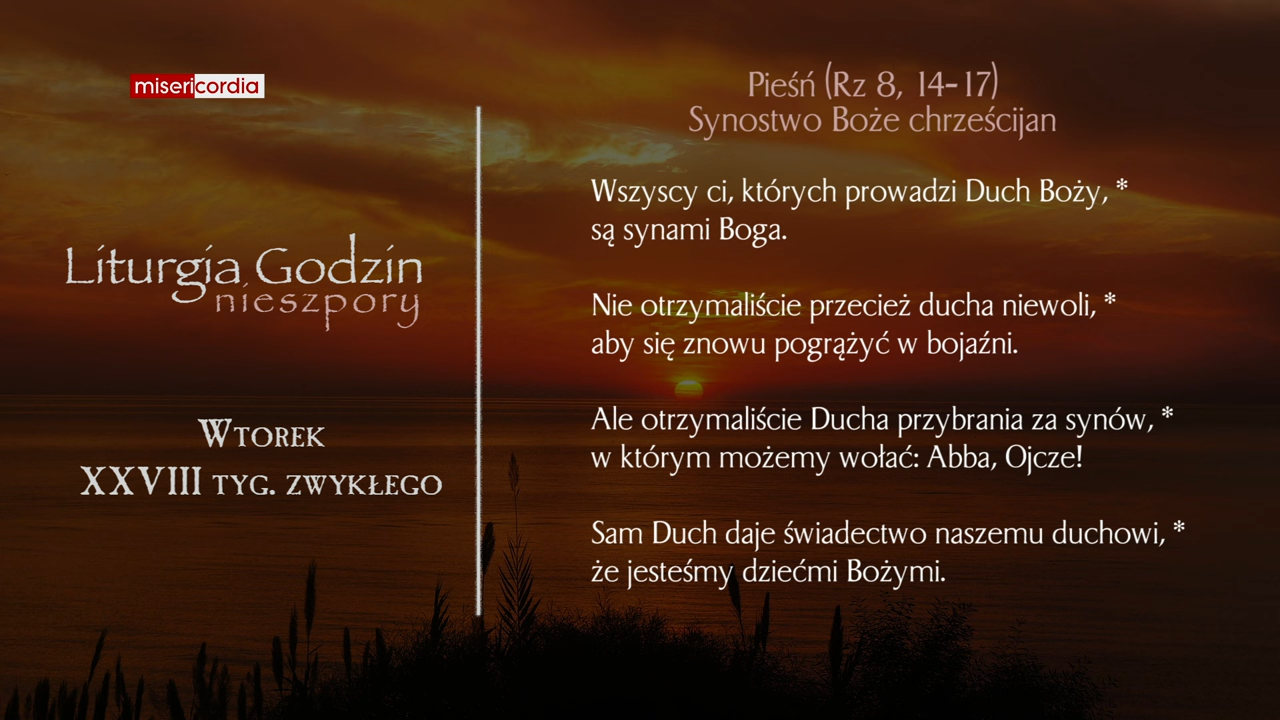 misericordia
Liturgia Godzin
nieszpory
Wtorek
XXVIII tyg. zwykłego
Pieśń (Rz 8, 14-17)
Synostwo Boże chrześcijan
Wszyscy ci, których prowadzi Duch Boży, *
są synami Boga.
Nie otrzymaliście przecież ducha niewoli, *
aby się znowu pogrążyć w bojaźni.
Ale otrzymaliście Ducha przybrania za synów, *
w którym możemy wołać: Abba, Ojcze!
Sam Duch daje świadectwo naszemu duchowi, *
że jesteśmy dziećmi Bożymi.